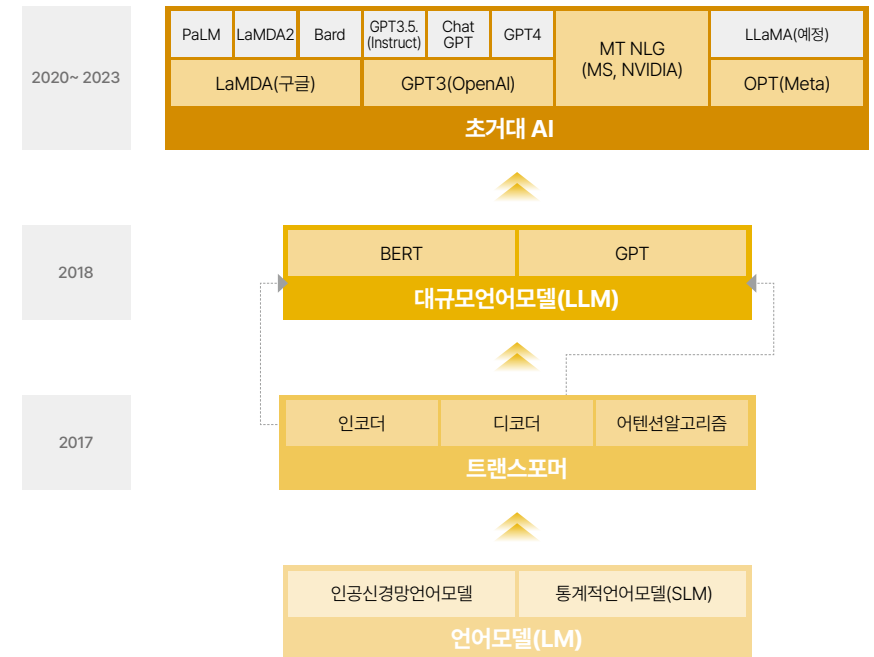 2020~ 2023
PaLM
LaMDA2
Bard
GPT3.5.
(Instruct)
Chat
GPT
GPT4
MT NLG
(MS, NVIDIA)
LLaMA(예정)
LaMDA(구글)
GPT3(OpenAI)
OPT(Meta)
초거대 AI
2018
BERT
GPT
대규모언어모델(LLM)
2017
인코더
디코더
어텐션알고리즘
트랜스포머
인공신경망언어모델
통계적언어모델(SLM)
언어모델(LM)